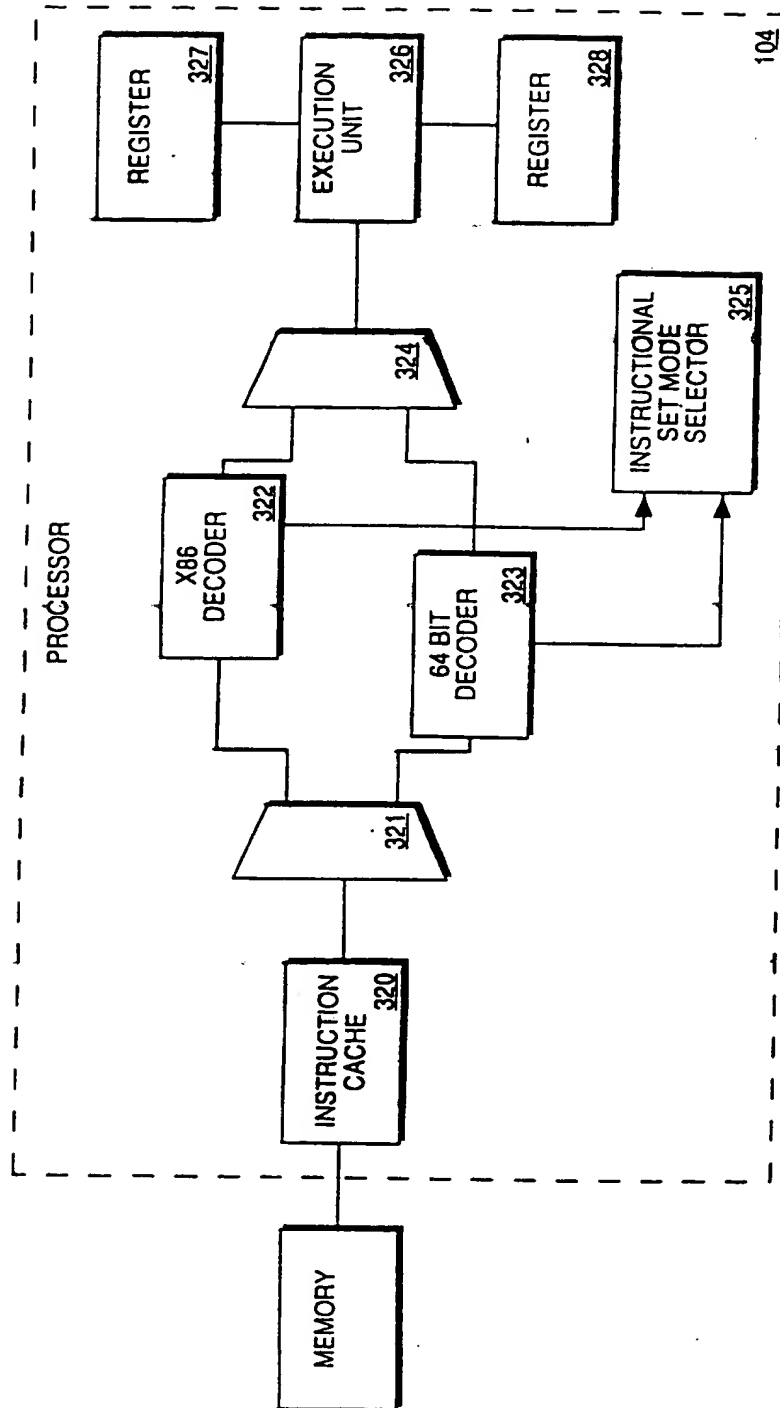 PROCESSOR
MEMORY
INSTRUCTION
CACHE
320
321
X86
DECODER
322
64 BIT
DECODER
323
324
INSTRUCTIONAL
SET MODE
SELECTOR
325
REGISTER
327
EXECUTION
UNIT
326
REGISTER
328
104